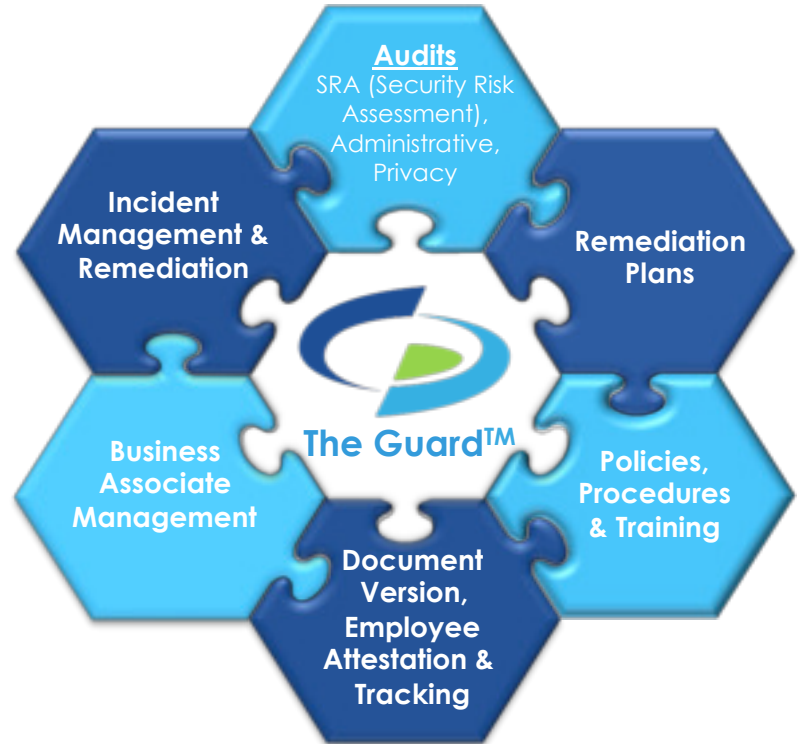 Audits
SRA (Security Risk
Assessment),
Administrative,
Privacy
Remediation
Plans
Policies,
Procedures
& Training
Document
Version,
Employee
Attestation &
Tracking
Business
Associate
Management
Incident
Management &
Remediation
The Guard™